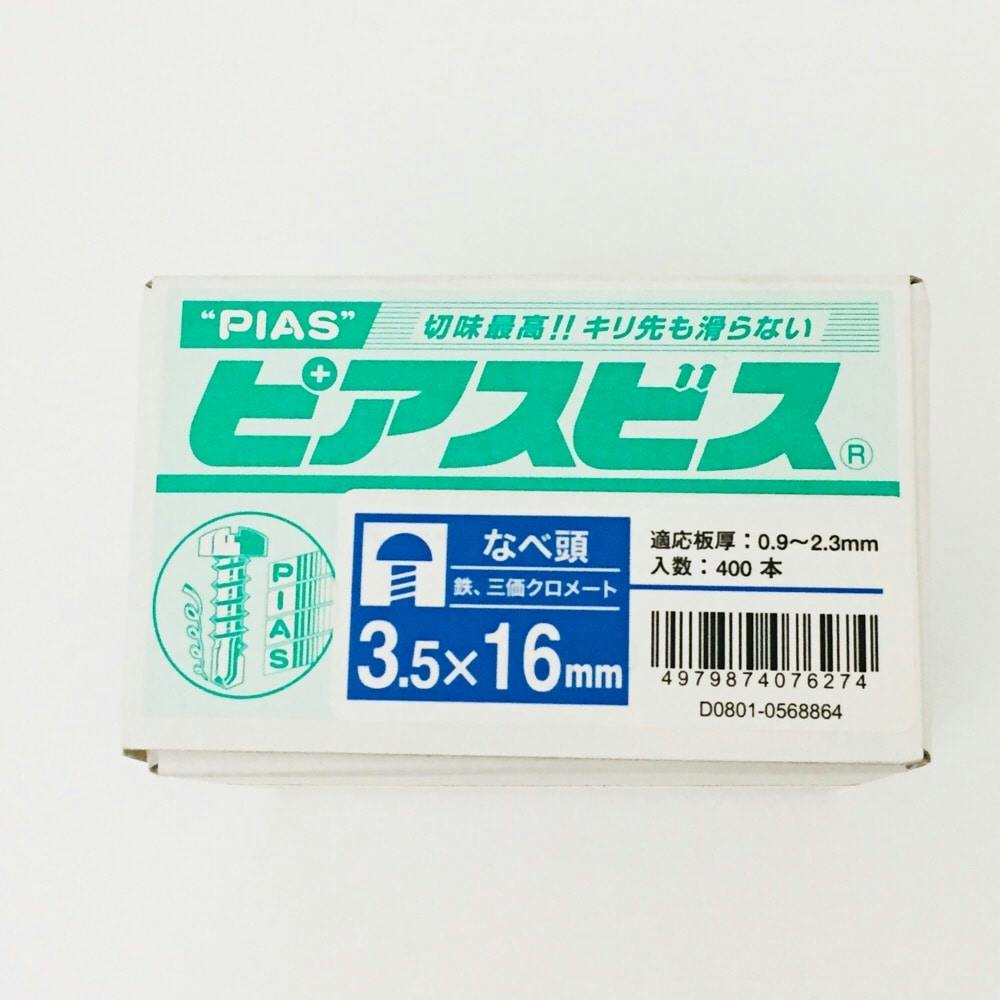 “PIAS”
切味最高!! キリ先も滑らない
ピアスビス®
PIAS
なべ頭
鉄、三価クロメート
3.5×16mm
適応板厚：0.9～2.3mm
入数：400 本
4979874076274
D0801-0568864